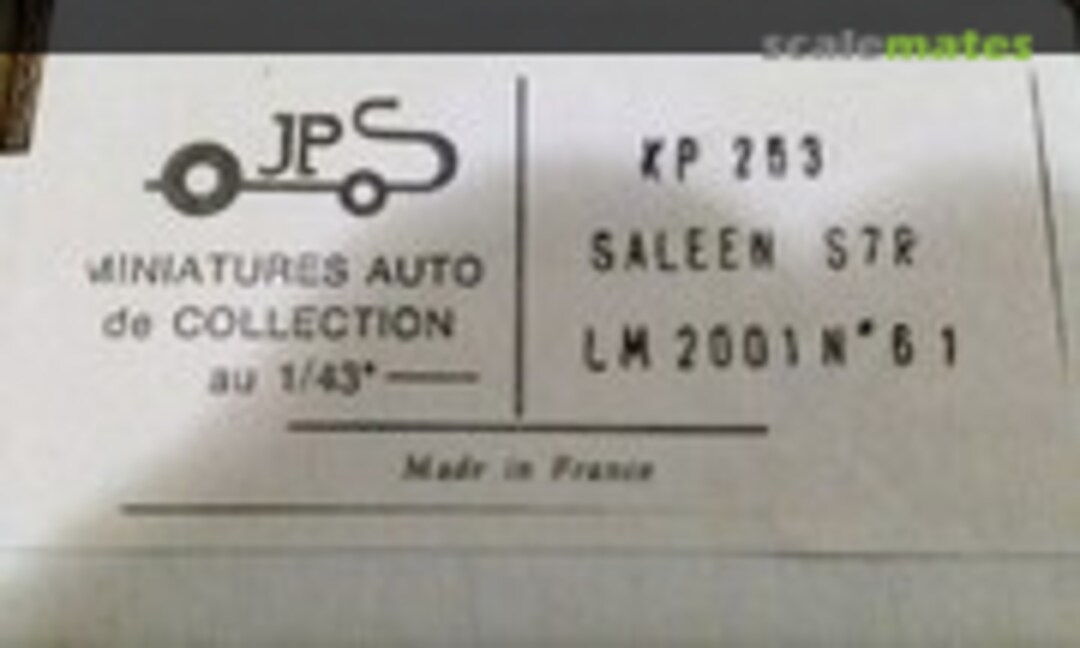 scalemates
JPS
MINIATURES AUTO
de COLLECTION
au 1/43e
KP 253
SALEEN S7R
LM 2001 N° 61
Made in France